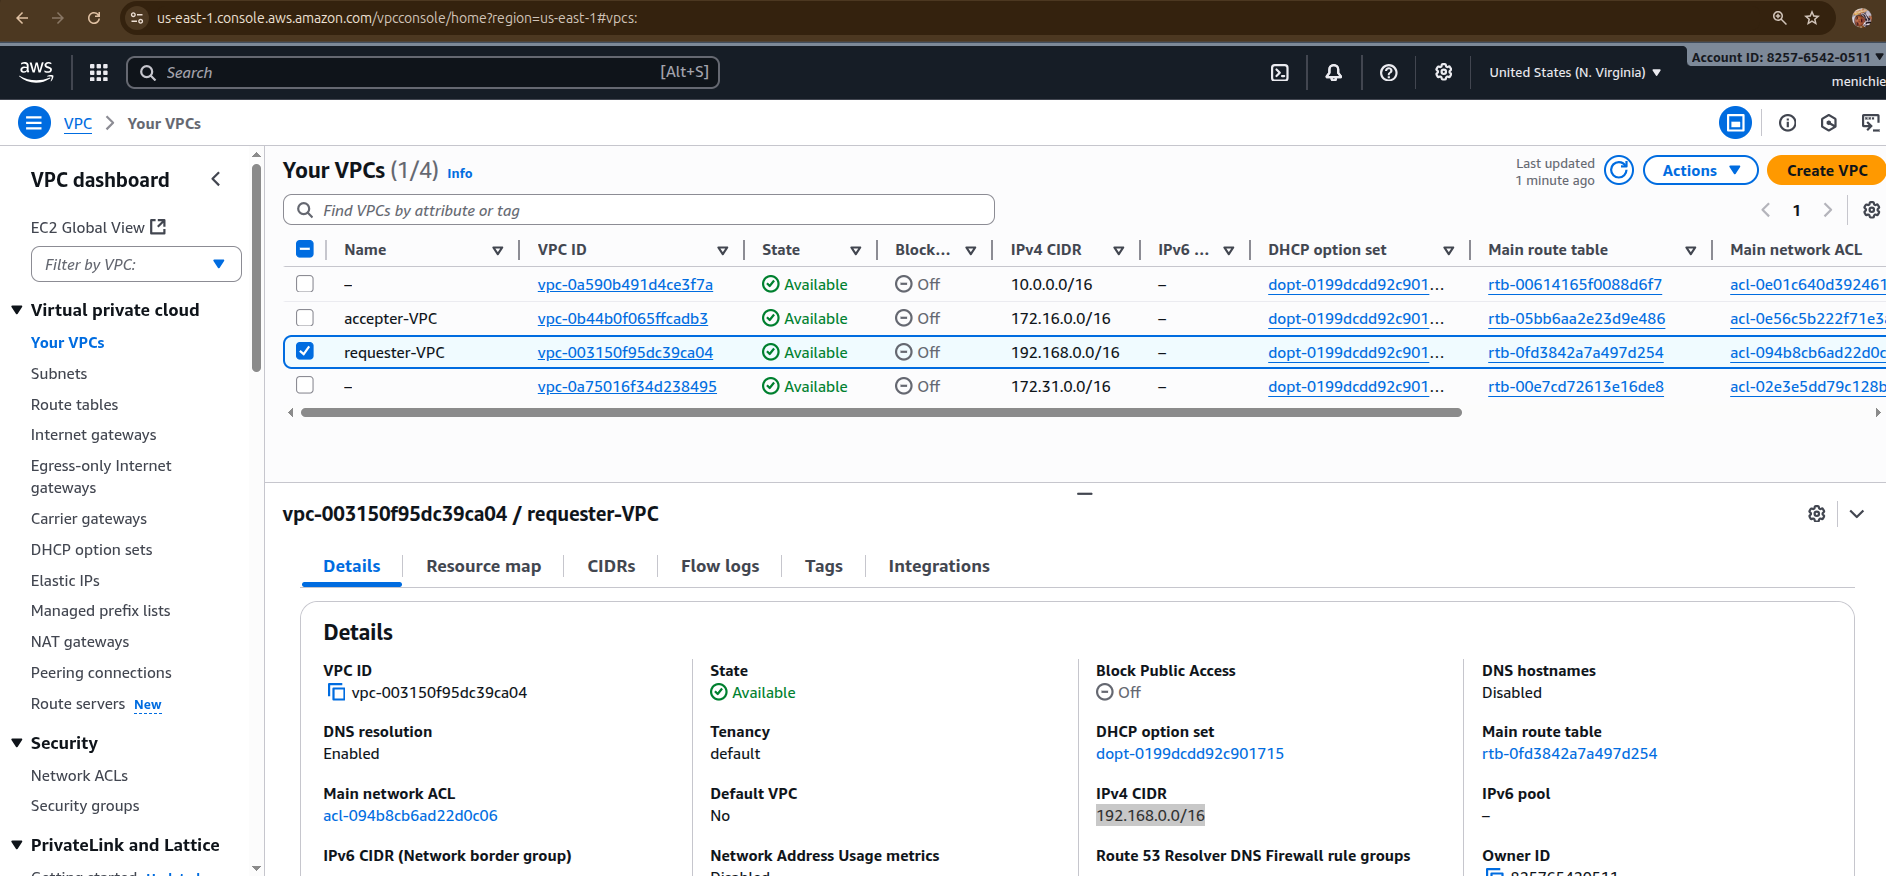 us-east-1.console.aws.amazon.com/vpcconsole/home?region=us-east-1#vpcs:
aws
Search [Alt+S]
United States (N. Virginia)
Account ID: 8257-6542-0511
menichie
VPC > Your VPCs
VPC dashboard
EC2 Global View
Filter by VPC:
Virtual private cloud
Your VPCs
Subnets
Route tables
Internet gateways
Egress-only Internet
gateways
Carrier gateways
DHCP option sets
Elastic IPs
Managed prefix lists
NAT gateways
Peering connections
Route servers New
Security
Network ACLs
Security groups
PrivateLink and Lattice
Your VPCs (1/4) Info
Last updated
1 minute ago
Actions
Create VPC
Find VPCs by attribute or tag
1
Name VPC ID State Block... IPv4 CIDR IPv6 ... DHCP option set Main route table Main network ACL
– vpc-0a590b491d4ce3f7a Available Off 10.0.0.0/16 – dopt-0199dcdd92c901... rtb-00614165f0088d6f7 acl-0e01c640d392461
accepter-VPC vpc-0b44b0f065ffcadb3 Available Off 172.16.0.0/16 – dopt-0199dcdd92c901... rtb-05bb6aa2e23d9e486 acl-0e56c5b222f71e3
requester-VPC vpc-003150f95dc39ca04 Available Off 192.168.0.0/16 – dopt-0199dcdd92c901... rtb-0fd3842a7a497d254 acl-094b8cb6ad22d0c
– vpc-0a75016f34d238495 Available Off 172.31.0.0/16 – dopt-0199dcdd92c901... rtb-00e7cd72613e16de8 acl-02e3e5dd79c128b
vpc-003150f95dc39ca04 / requester-VPC
Details Resource map CIDRs Flow logs Tags Integrations
Details
VPC ID
vpc-003150f95dc39ca04
State
Available
Block Public Access
Off
DNS hostnames
Disabled
DNS resolution
Enabled
Tenancy
default
DHCP option set
dopt-0199dcdd92c901715
Main route table
rtb-0fd3842a7a497d254
Main network ACL
acl-094b8cb6ad22d0c06
Default VPC
No
IPv4 CIDR
192.168.0.0/16
IPv6 pool
–
IPv6 CIDR (Network border group)
Network Address Usage metrics
Route 53 Resolver DNS Firewall rule groups
Owner ID